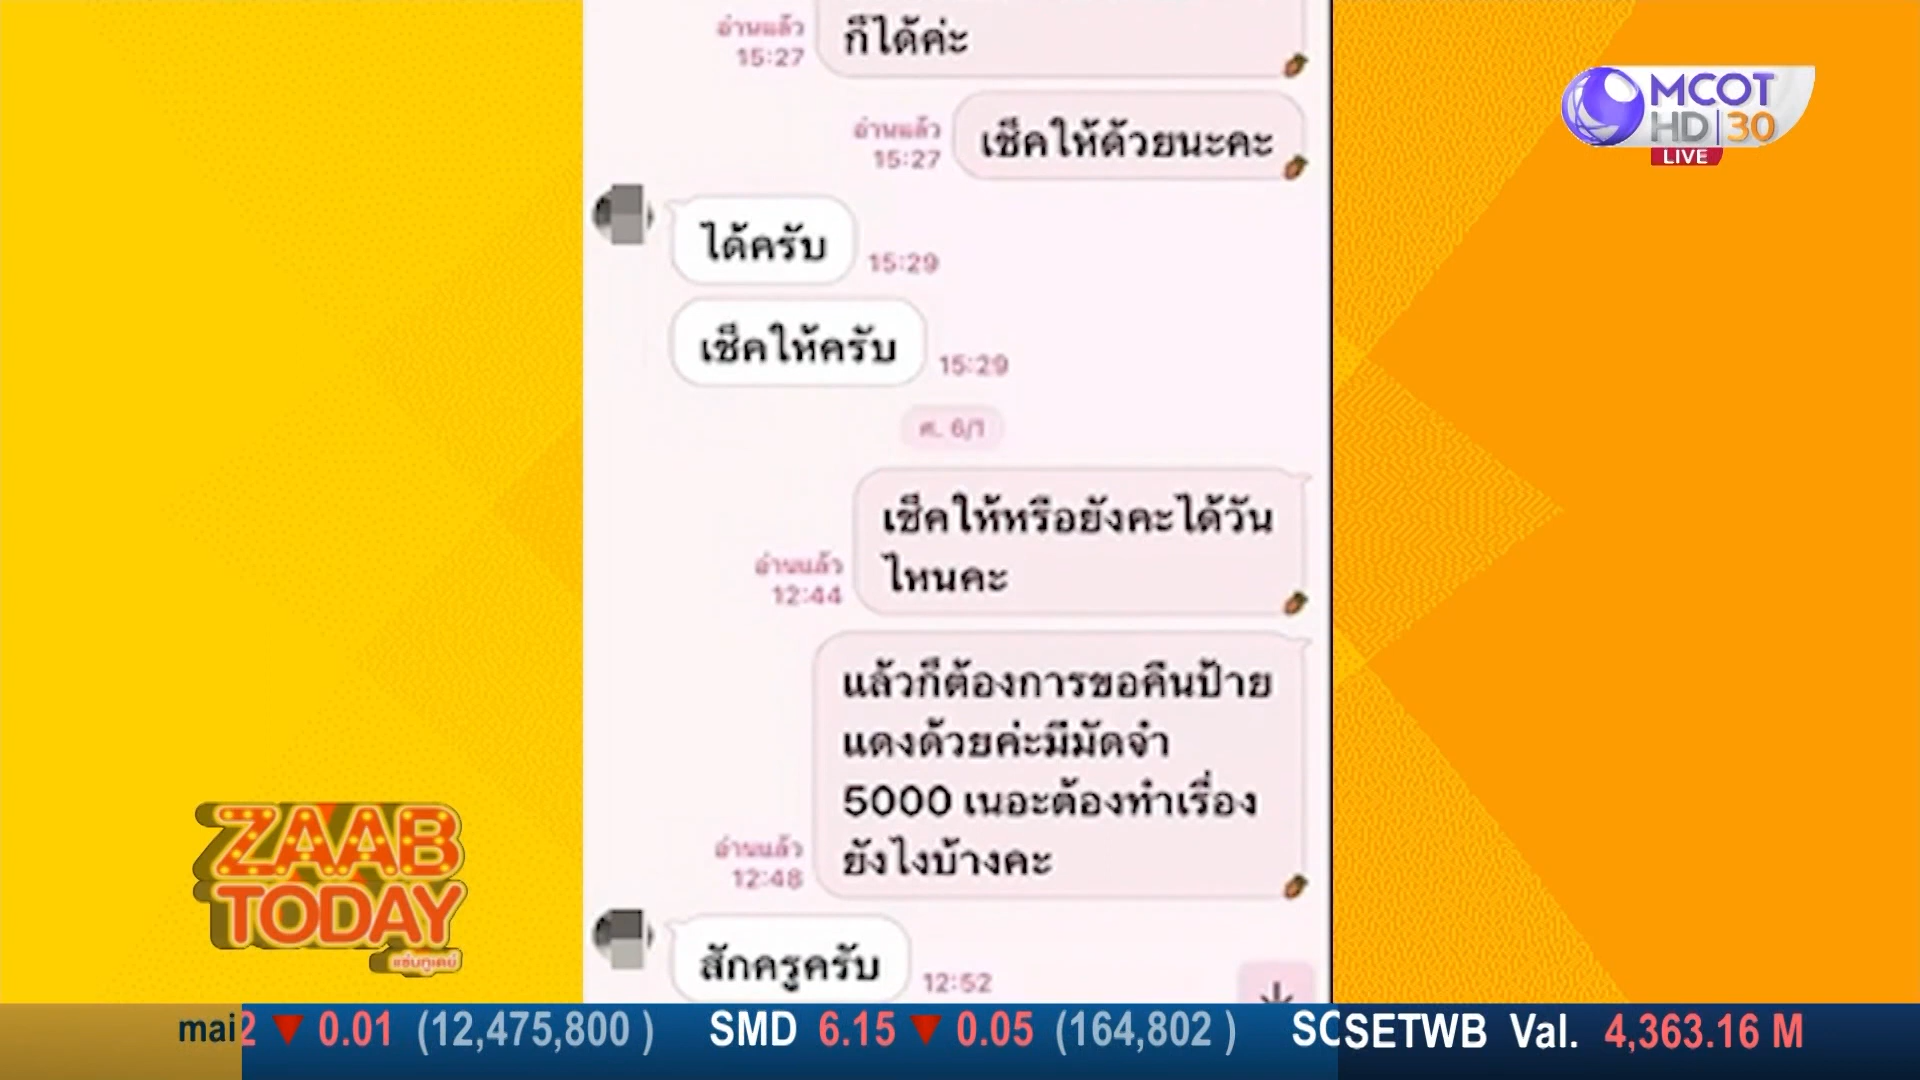 อ่านแล้ว
15:27
ก็ได้ค่ะ
MCOT
HD|30
LIVE
อ่านแล้ว
15:27
เช็คให้ด้วยนะคะ
ได้ครับ
15:29
เช็คให้ครับ
15:29
ศ. 6/1
เช็คให้หรือยังคะได้วัน
ไหนคะ
อ่านแล้ว
12:44
แล้วก็ต้องการขอคืนป้าย
แดงด้วยค่ะมีมัดจำ
5000 เนอะต้องทำเรื่อง
ยังไงบ้างคะ
อ่านแล้ว
12:48
ZAAB
TODAY
แซ่บทูเดย์
สักครูครับ
12:52
mai 2 ▼ 0.01 (12,475,800 ) SMD 6.15 ▼ 0.05 (164,802 ) SC SETWB Val. 4,363.16 M